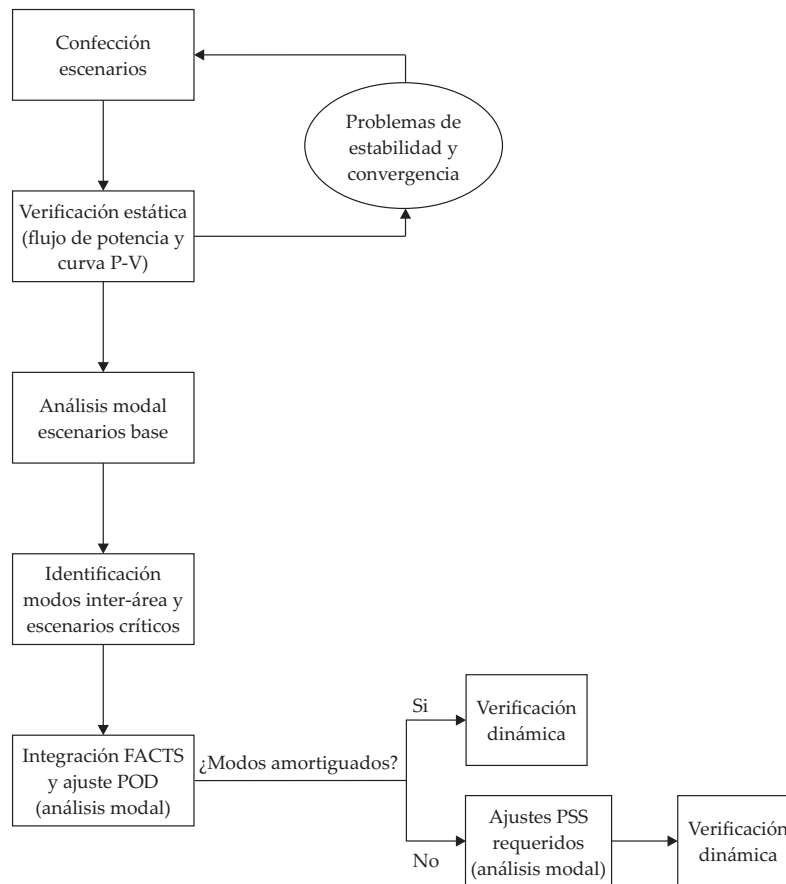 Confección
escenarios
Problemas de
estabilidad y
convergencia
Verificación estática
(flujo de potencia y
curva P-V)
Análisis modal
escenarios base
Identificación
modos inter-área y
escenarios críticos
Integración FACTS
y ajuste POD
(análisis modal)
¿Modos amortiguados?
Si
Verificación
dinámica
No
Ajustes PSS
requeridos
(análisis modal)
Verificación
dinámica